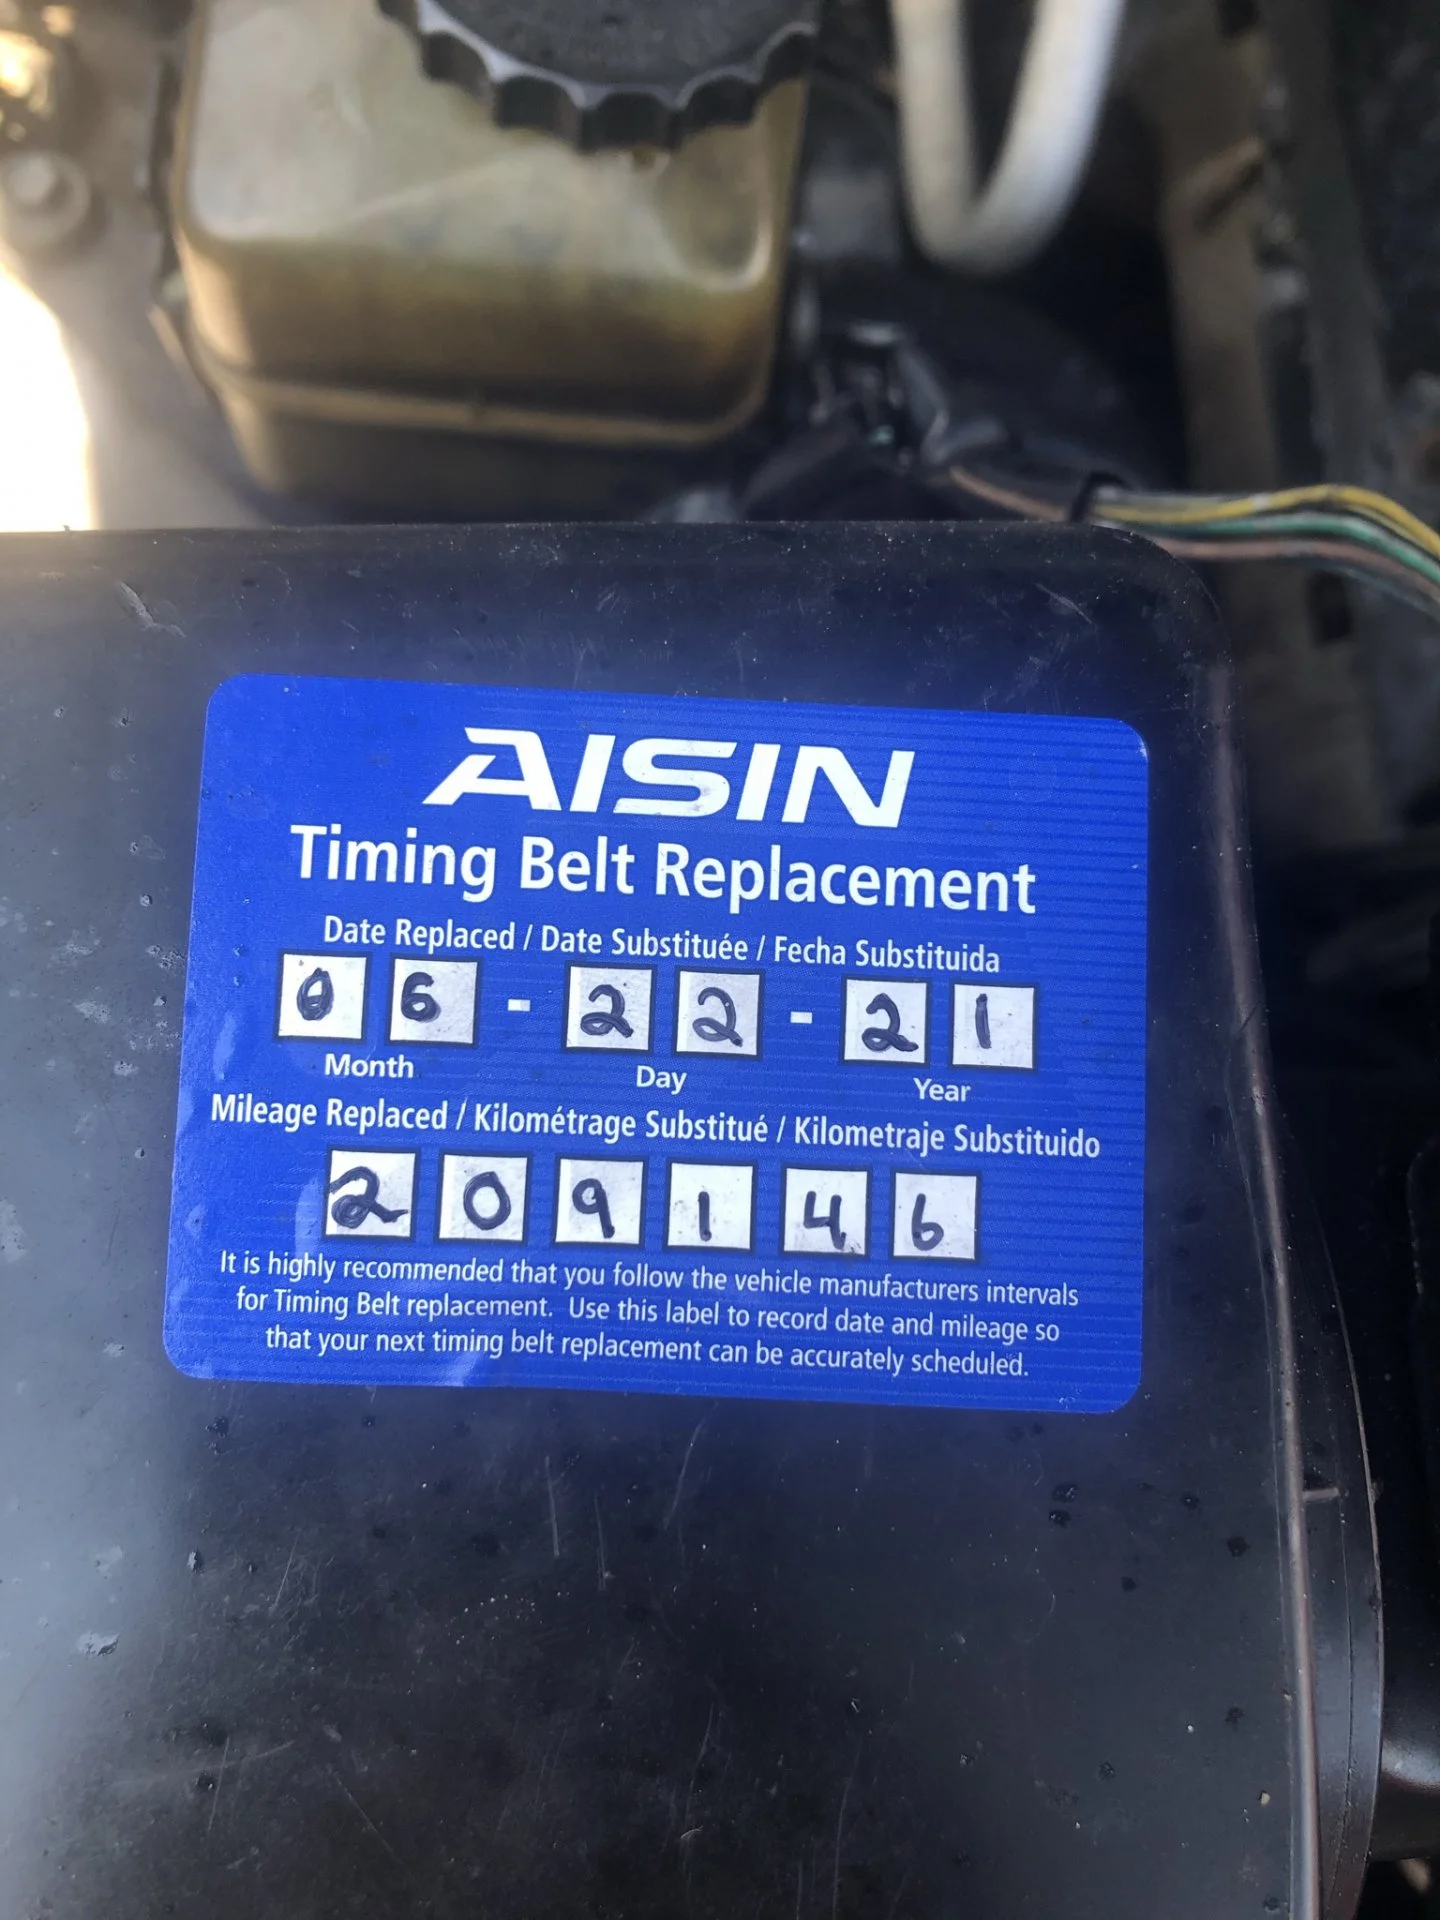 AISIN
Timing Belt Replacement
Date Replaced / Date Substituée / Fecha Substituida
06 - 22 - 21
Month Day Year
Mileage Replaced / Kilométrage Substitué / Kilometraje Substituido
209146
It is highly recommended that you follow the vehicle manufacturers intervals
for Timing Belt replacement. Use this label to record date and mileage so
that your next timing belt replacement can be accurately scheduled.